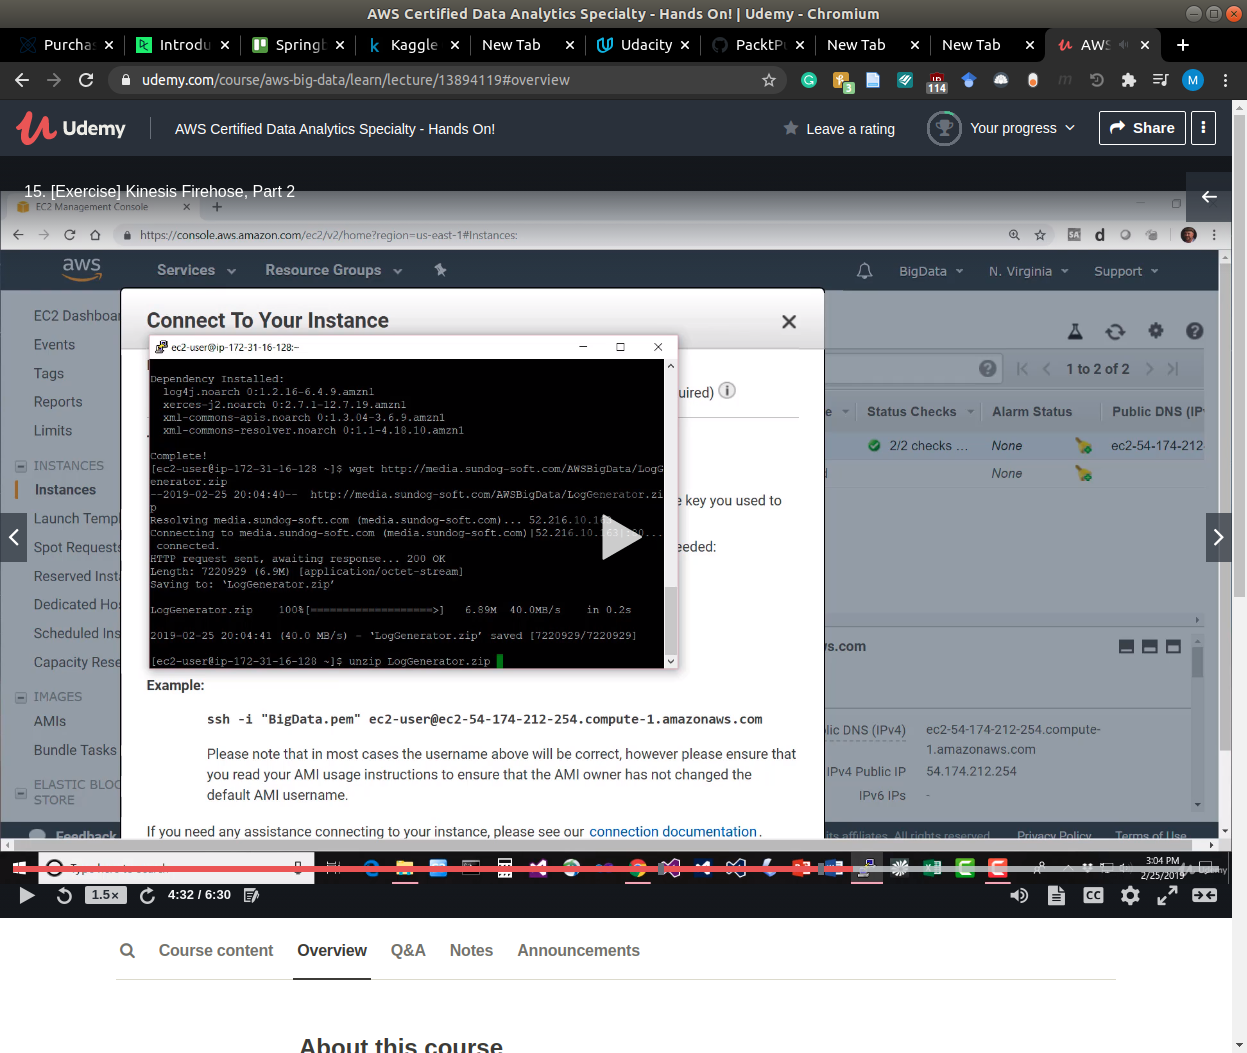 AWS Certified Data Analytics Specialty - Hands On! | Udemy - Chromium
Purchas
Introdu
Springb
Kaggle
New Tab
Udacity
PacktPu
New Tab
New Tab
AWS
udemy.com/course/aws-big-data/learn/lecture/13894119#overview
3
114
M
Udemy
AWS Certified Data Analytics Specialty - Hands On!
Leave a rating
Your progress
Share
15. [Exercise] Kinesis Firehose, Part 2
EC2 Management Console
https://console.aws.amazon.com/ec2/v2/home?region=us-east-1#Instances:
aws
Services
Resource Groups
BigData
N. Virginia
Support
EC2 Dashboar
Events
Tags
Reports
Limits
INSTANCES
Instances
Launch Templ
Spot Requests
Reserved Inst
Dedicated Ho
Scheduled Ins
Capacity Rese
IMAGES
AMIs
Bundle Tasks
ELASTIC BLOC
STORE
Feedback
Connect To Your Instance
ec2-user@ip-172-31-16-128:~
Dependency Installed:
log4j.noarch 0:1.2.16-6.4.9.amzn1
xerces-j2.noarch 0:2.7.1-12.7.19.amzn1
xml-commons-apis.noarch 0:1.3.04-3.6.9.amzn1
xml-commons-resolver.noarch 0:1.1-4.18.10.amzn1
Complete!
[ec2-user@ip-172-31-16-128 ~]$ wget http://media.sundog-soft.com/AWSBigData/LogG
enerator.zip
--2019-02-25 20:04:40--  http://media.sundog-soft.com/AWSBigData/LogGenerator.zi
p
Resolving media.sundog-soft.com (media.sundog-soft.com)... 52.216.10.163
Connecting to media.sundog-soft.com (media.sundog-soft.com)|52.216.10.163|:80...
connected.
HTTP request sent, awaiting response... 200 OK
Length: 7220929 (6.9M) [application/octet-stream]
Saving to: ‘LogGenerator.zip’
LogGenerator.zip    100%[===================>]   6.89M  40.0MB/s    in 0.2s
2019-02-25 20:04:41 (40.0 MB/s) - ‘LogGenerator.zip’ saved [7220929/7220929]
[ec2-user@ip-172-31-16-128 ~]$ unzip LogGenerator.zip
uired)
e key you used to
eeded:
Example:
ssh -i "BigData.pem" ec2-user@ec2-54-174-212-254.compute-1.amazonaws.com
Please note that in most cases the username above will be correct, however please ensure that
you read your AMI usage instructions to ensure that the AMI owner has not changed the
default AMI username.
If you need any assistance connecting to your instance, please see our connection documentation.
1 to 2 of 2
e
Status Checks
Alarm Status
Public DNS (IP
2/2 checks ...
None
ec2-54-174-212-
d
None
s.com
lic DNS (IPv4)
ec2-54-174-212-254.compute-
1.amazonaws.com
IPv4 Public IP
54.174.212.254
IPv6 IPs
-
its affiliates. All rights reserved.
Privacy Policy
Terms of Use
3:04 PM
2/25/2019
1.5×
4:32 / 6:30
CC
Course content
Overview
Q&A
Notes
Announcements
About this course